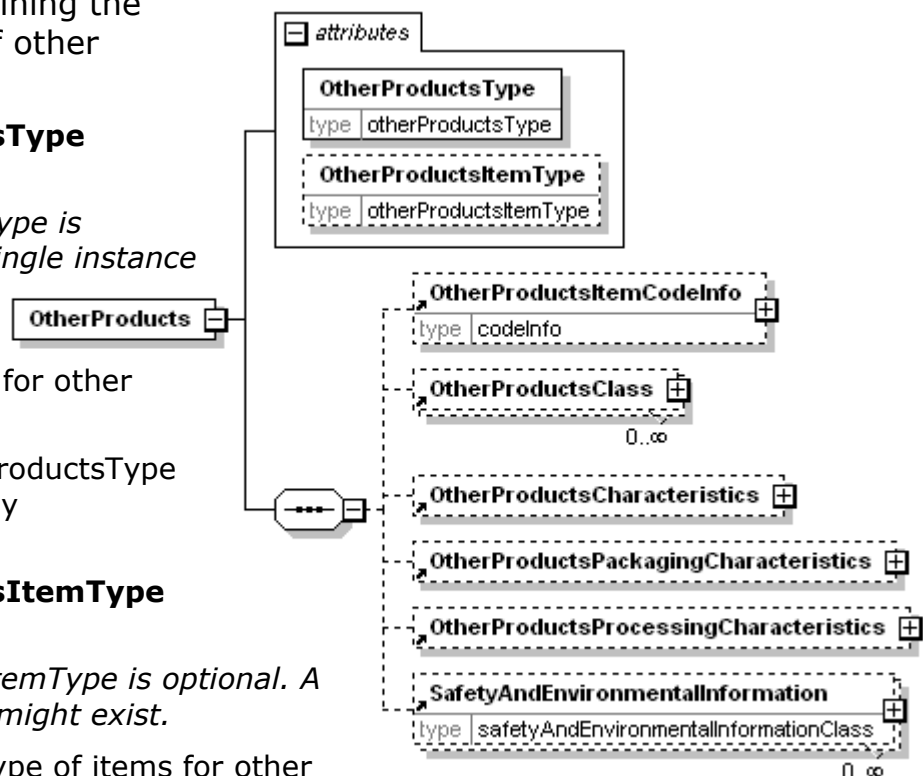 ining the
f other
sType
ype is
ingle instance
for other
roductsType
y
sItemType
temType is optional. A
might exist.
ype of items for other
attributes
OtherProductsType
type otherProductsType
OtherProductsItemType
type otherProductsItemType
OtherProducts
OtherProductsItemCodeInfo
type codeInfo
OtherProductsClass
0..∞
OtherProductsCharacteristics
OtherProductsPackagingCharacteristics
OtherProductsProcessingCharacteristics
SafetyAndEnvironmentalInformation
type safetyAndEnvironmentalInformationClass
0..∞